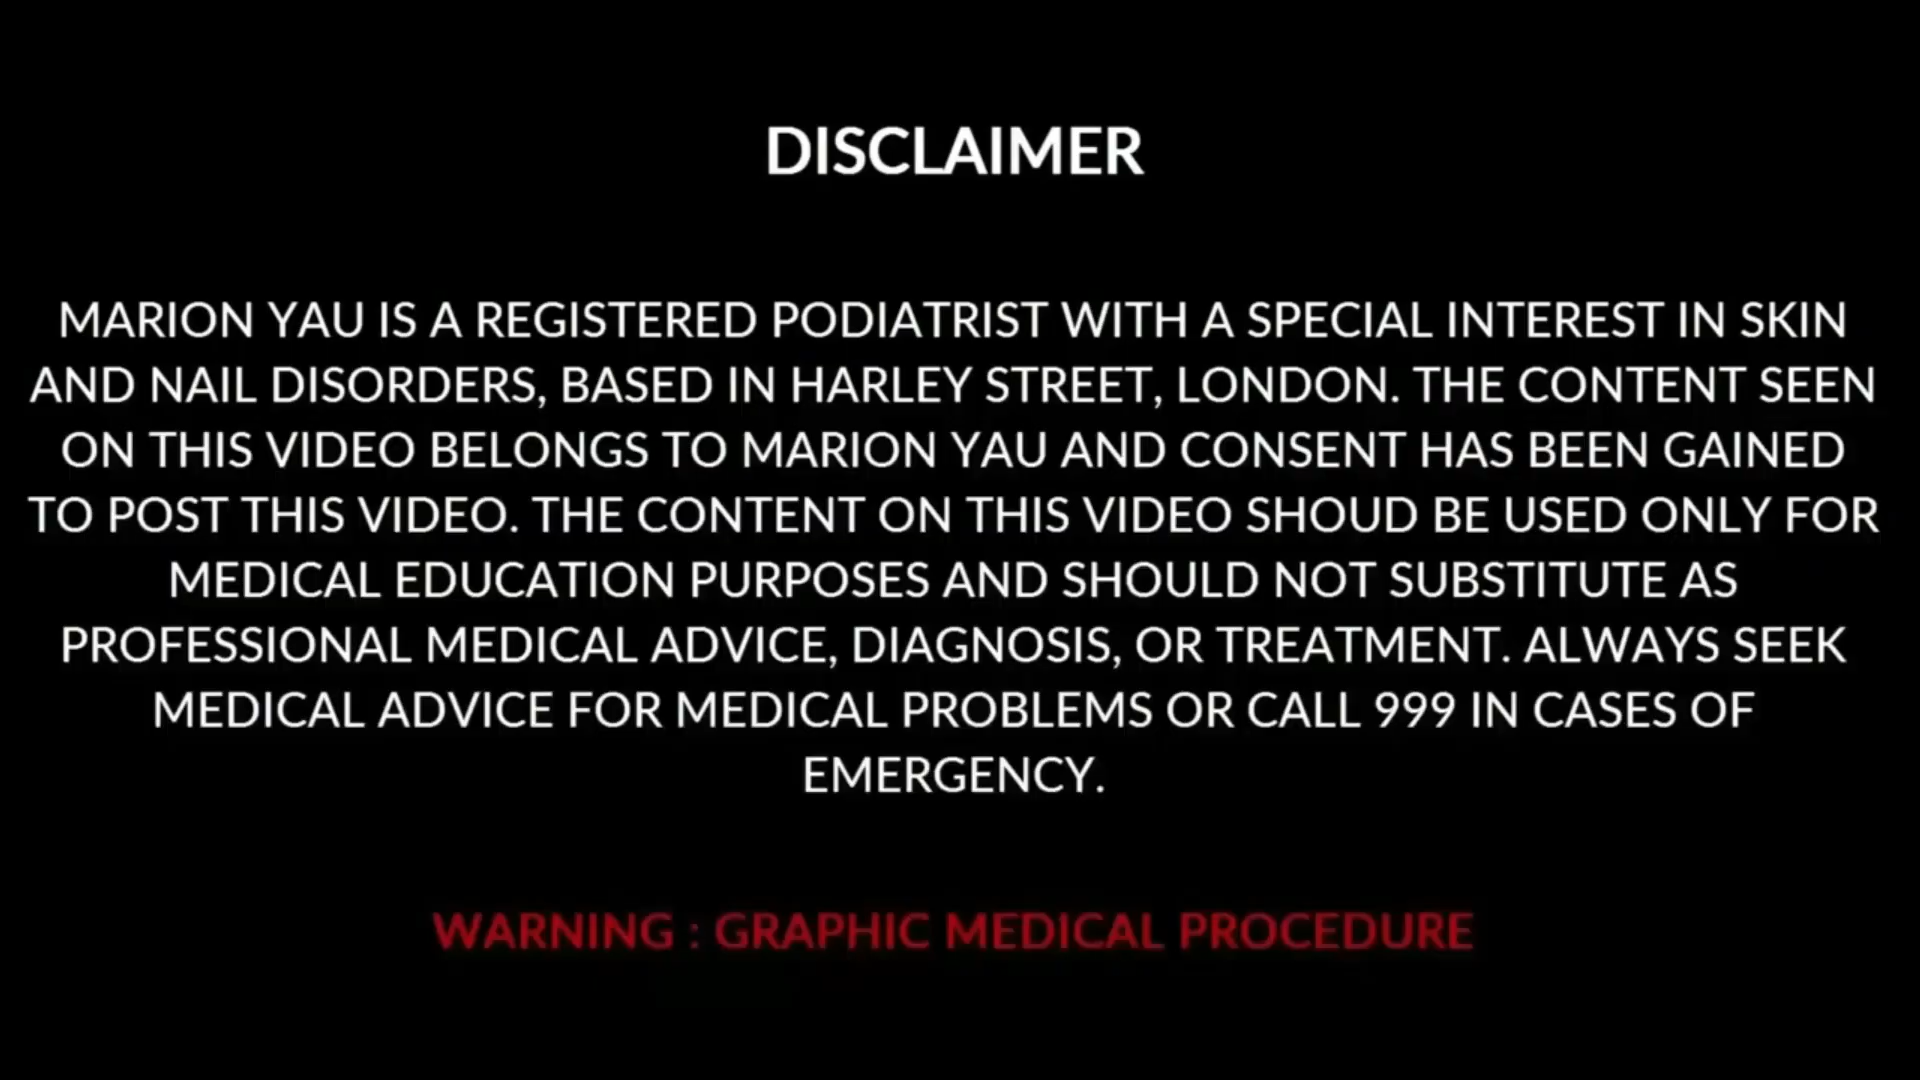 DISCLAIMER
MARION YAU IS A REGISTERED PODIATRIST WITH A SPECIAL INTEREST IN SKIN
AND NAIL DISORDERS, BASED IN HARLEY STREET, LONDON. THE CONTENT SEEN
ON THIS VIDEO BELONGS TO MARION YAU AND CONSENT HAS BEEN GAINED
TO POST THIS VIDEO. THE CONTENT ON THIS VIDEO SHOUD BE USED ONLY FOR
MEDICAL EDUCATION PURPOSES AND SHOULD NOT SUBSTITUTE AS
PROFESSIONAL MEDICAL ADVICE, DIAGNOSIS, OR TREATMENT. ALWAYS SEEK
MEDICAL ADVICE FOR MEDICAL PROBLEMS OR CALL 999 IN CASES OF
EMERGENCY.
WARNING : GRAPHIC MEDICAL PROCEDURE